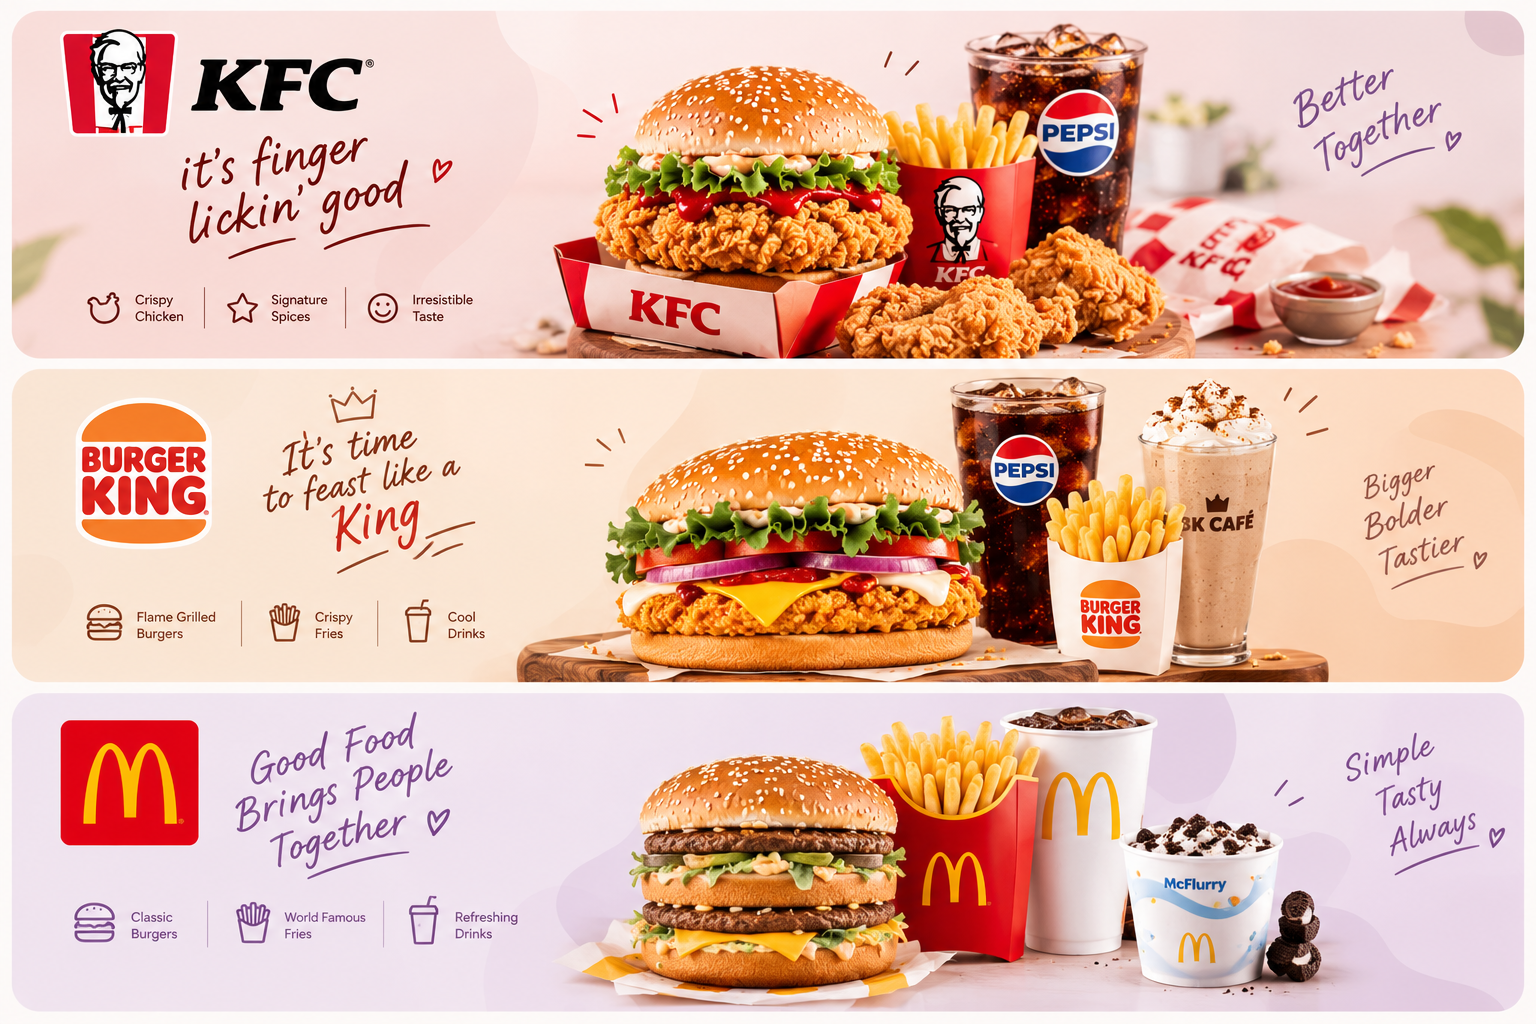 KFC®
it's finger
lickin' good
Crispy
Chicken
Signature
Spices
Irresistible
Taste
KFC
KFC
PEPSI
KFC
Better
Together
BURGER
KING®
It's time
to feast like a
King
Flame Grilled
Burgers
Crispy
Fries
Cool
Drinks
PEPSI
BURGER
KING
BK CAFÉ
Bigger
Bolder
Tastier
M
Good Food
Brings People
Together
Classic
Burgers
World Famous
Fries
Refreshing
Drinks
M
M
McFlurry
M
Simple
Tasty
Always